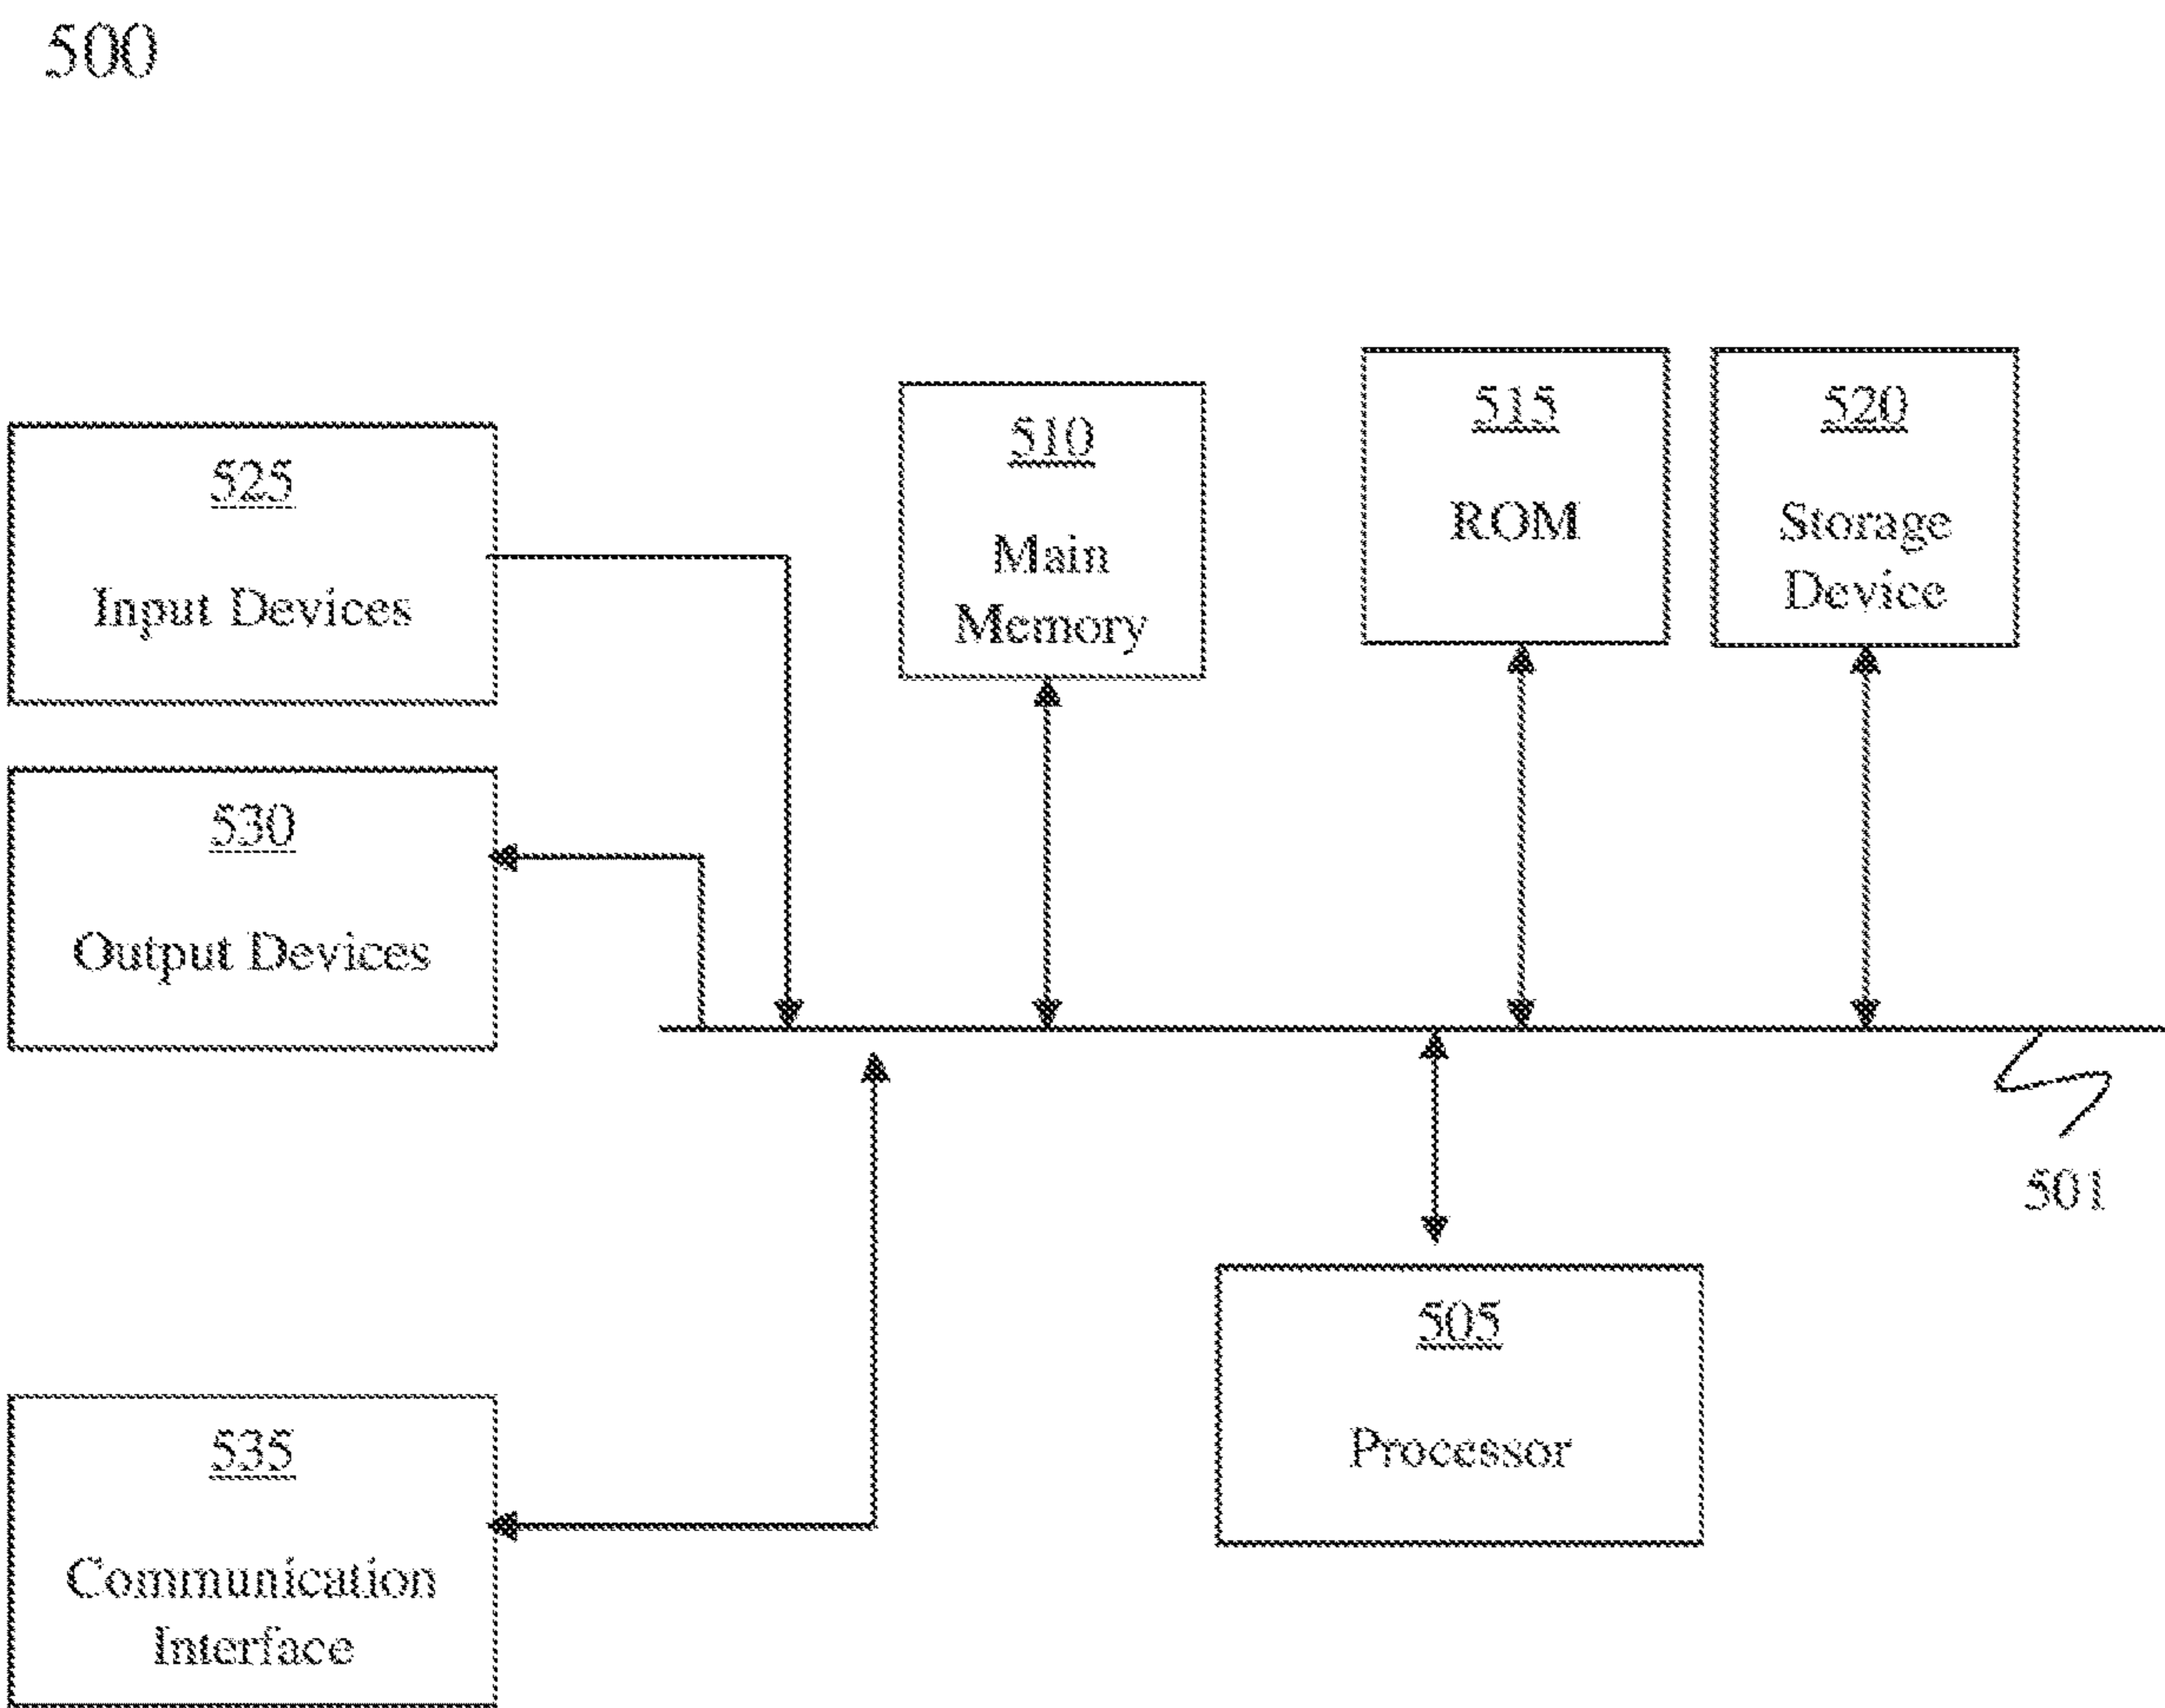 500
525
Input Devices
510
Main
Memory
515
ROM
520
Storage
Device
530
Output Devices
501
505
Processor
535
Communication
Interface